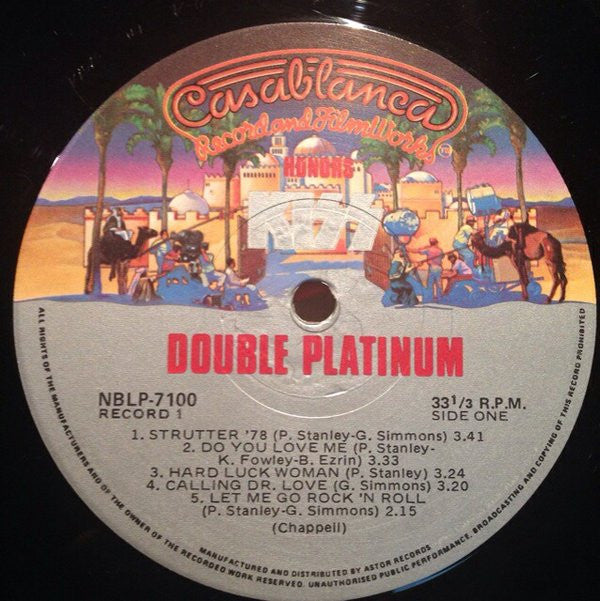 Casablanca
Record and FilmWorks
HONORS
KISS
DOUBLE PLATINUM
NBLP-7100
RECORD 1
33 1/3 R.P.M.
SIDE ONE
1. STRUTTER '78 (P. Stanley-G. Simmons) 3.41
2. DO YOU LOVE ME (P. Stanley-
K. Fowley-B. Ezrin) 3.33
3. HARD LUCK WOMAN (P. Stanley) 3.24
4. CALLING DR. LOVE (G. Simmons) 3.20
5. LET ME GO ROCK 'N ROLL
(P. Stanley-G. Simmons) 2.15
(Chappell)
MANUFACTURED AND DISTRIBUTED BY ASTOR RECORDS
ALL RIGHTS OF THE MANUFACTURERS AND OF THE OWNER OF THE RECORDED WORK RESERVED. UNAUTHORISED PUBLIC PERFORMANCE, BROADCASTING AND COPYING OF THIS RECORD PROHIBITED